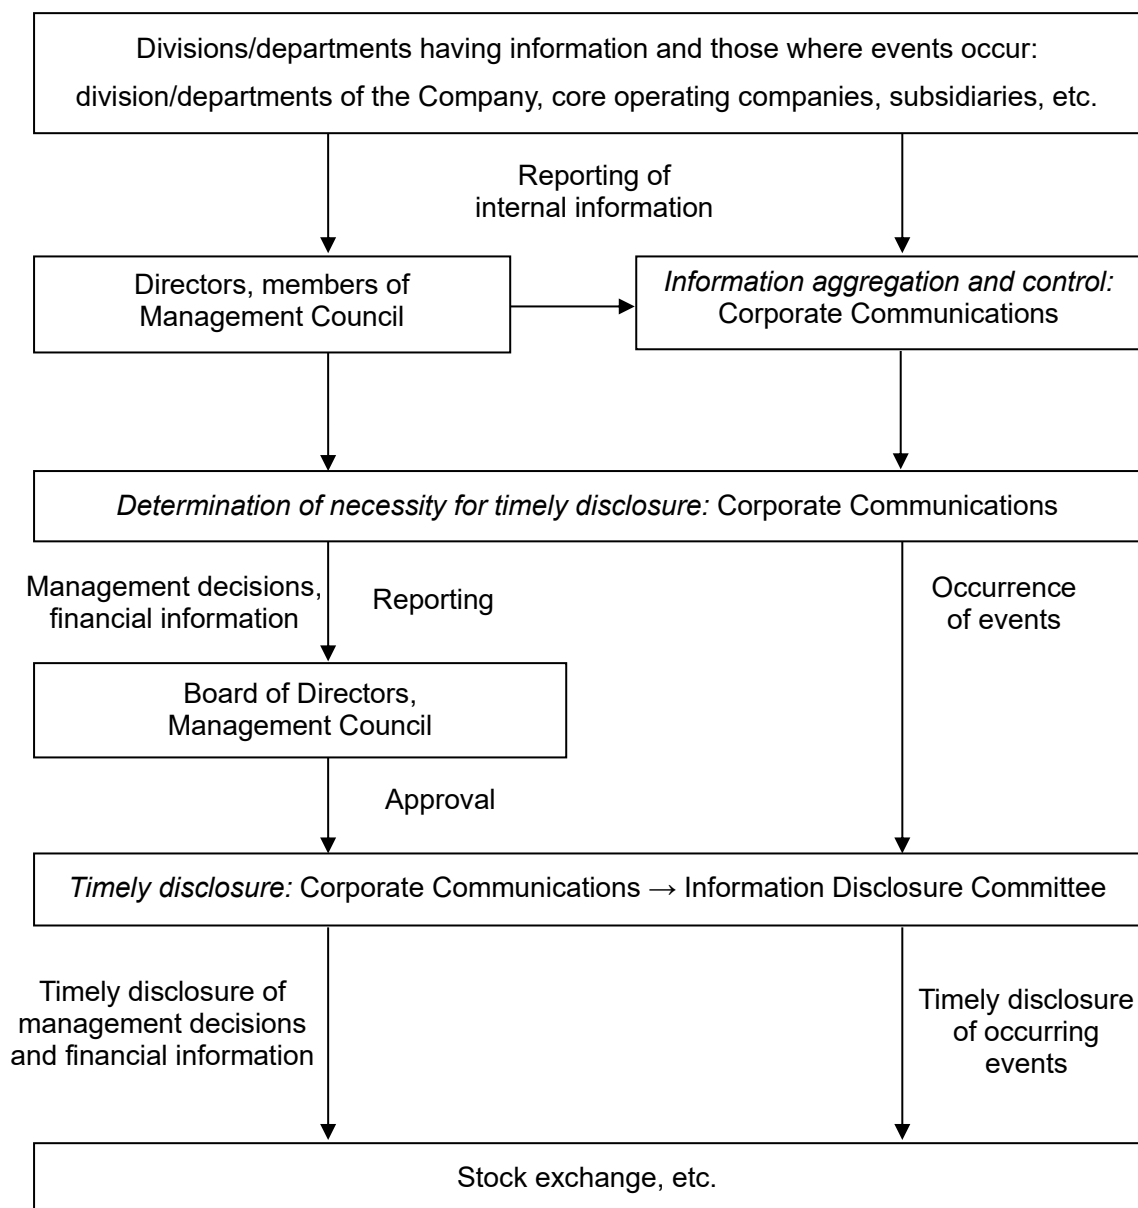 Divisions/departments having information and those where events occur:
division/departments of the Company, core operating companies, subsidiaries, etc.
Reporting of
internal information
Directors, members of
Management Council
Information aggregation and control:
Corporate Communications
Determination of necessity for timely disclosure: Corporate Communications
Management decisions,
financial information
Reporting
Occurrence
of events
Board of Directors,
Management Council
Approval
Timely disclosure: Corporate Communications → Information Disclosure Committee
Timely disclosure of
management decisions
and financial information
Timely disclosure
of occurring
events
Stock exchange, etc.